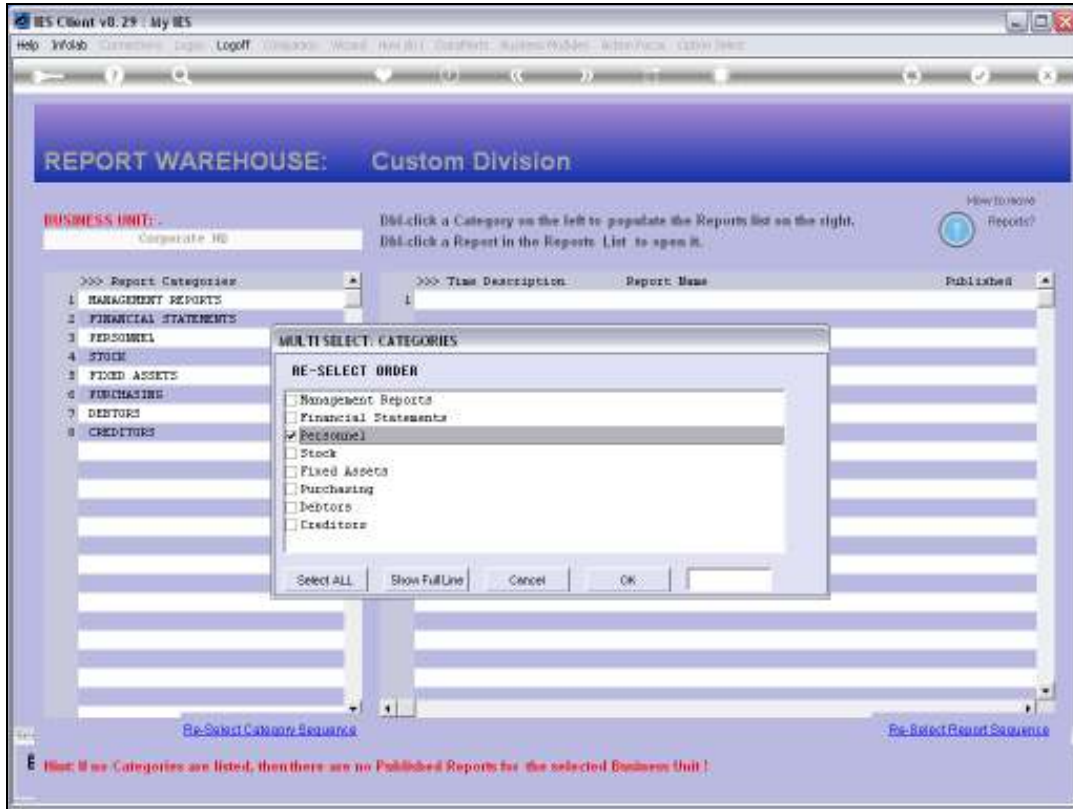 IES Client v8.29 : My IES
Help Infolab Logoff
REPORT WAREHOUSE: Custom Division
How to move
Reports?
BUSINESS UNIT: .
Corporate HQ
Dbl-click a Category on the left to populate the Reports list on the right.
Dbl-click a Report in the Reports List to open it.
>>> Report Categories
1 MANAGEMENT REPORTS
2 FINANCIAL STATEMENTS
3 PERSONNEL
4 STOCK
5 FIXED ASSETS
6 PURCHASING
7 DEBTORS
8 CREDITORS
>>> Time Description Report Name Published
1
MULTI SELECT: CATEGORIES
RE-SELECT ORDER
Management Reports
Financial Statements
Personnel
Stock
Fixed Assets
Purchasing
Debtors
Creditors
Select ALL Show Full Line Cancel OK
Re-Select Category Sequence
Re-Select Report Sequence
Hint: If no Categories are listed, then there are no Published Reports for the selected Business Unit !